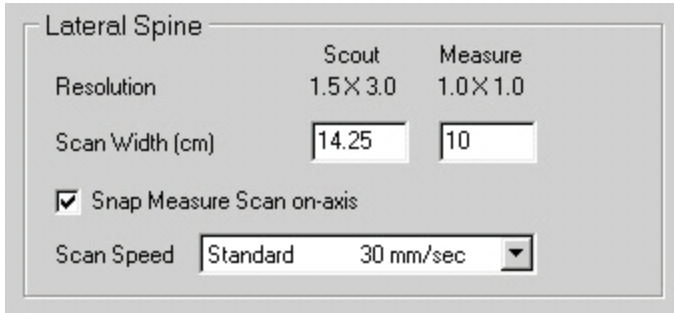 Lateral Spine
Scout Measure
Resolution 1.5X3.0 1.0X1.0
Scan Width (cm) 14.25 10
Snap Measure Scan on-axis
Scan Speed Standard 30 mm/sec